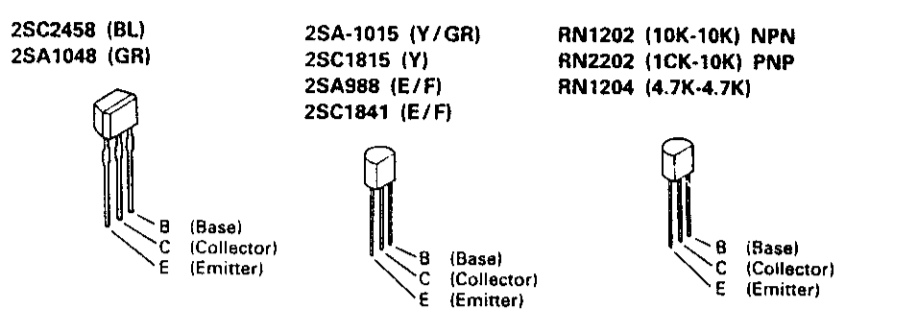 2SC2458 (BL)
2SA1048 (GR)
B (Base)
C (Collector)
E (Emitter)
2SA-1015 (Y/GR)
2SC1815 (Y)
2SA988 (E/F)
2SC1841 (E/F)
B (Base)
C (Collector)
E (Emitter)
RN1202 (10K-10K) NPN
RN2202 (1CK-10K) PNP
RN1204 (4.7K-4.7K)
B (Base)
C (Collector)
E (Emitter)